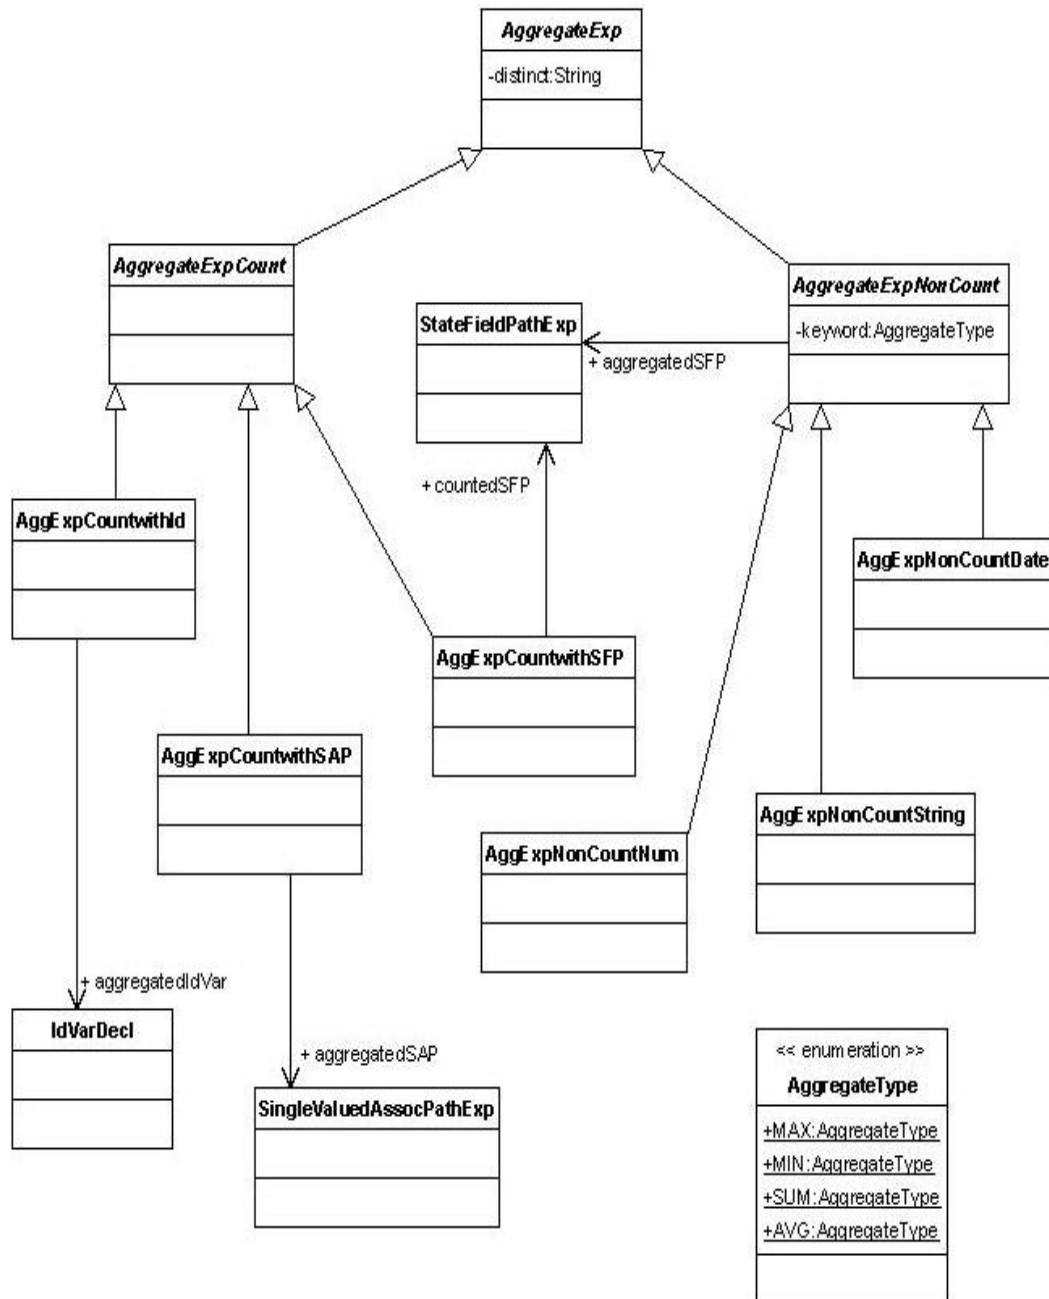 AggregateExp
-distinct:String
AggregateExpCount
AggregateExpNonCount
-keyword:AggregateType
StateFieldPathExp
+ aggregatedSFP
+ countedSFP
AggExpCountwithId
AggExpNonCountDate
AggExpCountwithSFP
AggExpCountwithSAP
AggExpNonCountString
AggExpNonCountNum
+ aggregatedIdVar
IdVarDecl
+ aggregatedSAP
SingleValuedAssocPathExp
<< enumeration >>
AggregateType
+MAX:AggregateType
+MIN:AggregateType
+SUM:AggregateType
+AVG:AggregateType